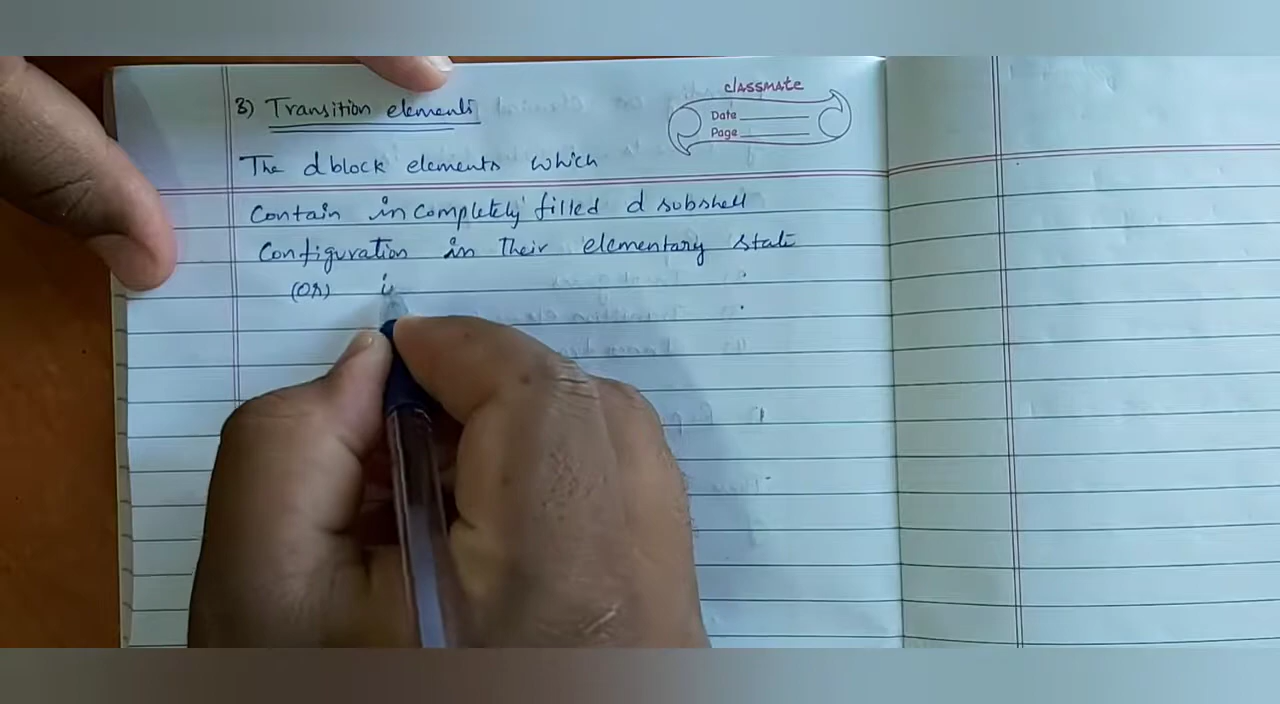 classmate
Date
Page
3) Transition elements
The d block elements which
Contain incompletely filled d subshell
Configuration in their elementary state
(OR) i